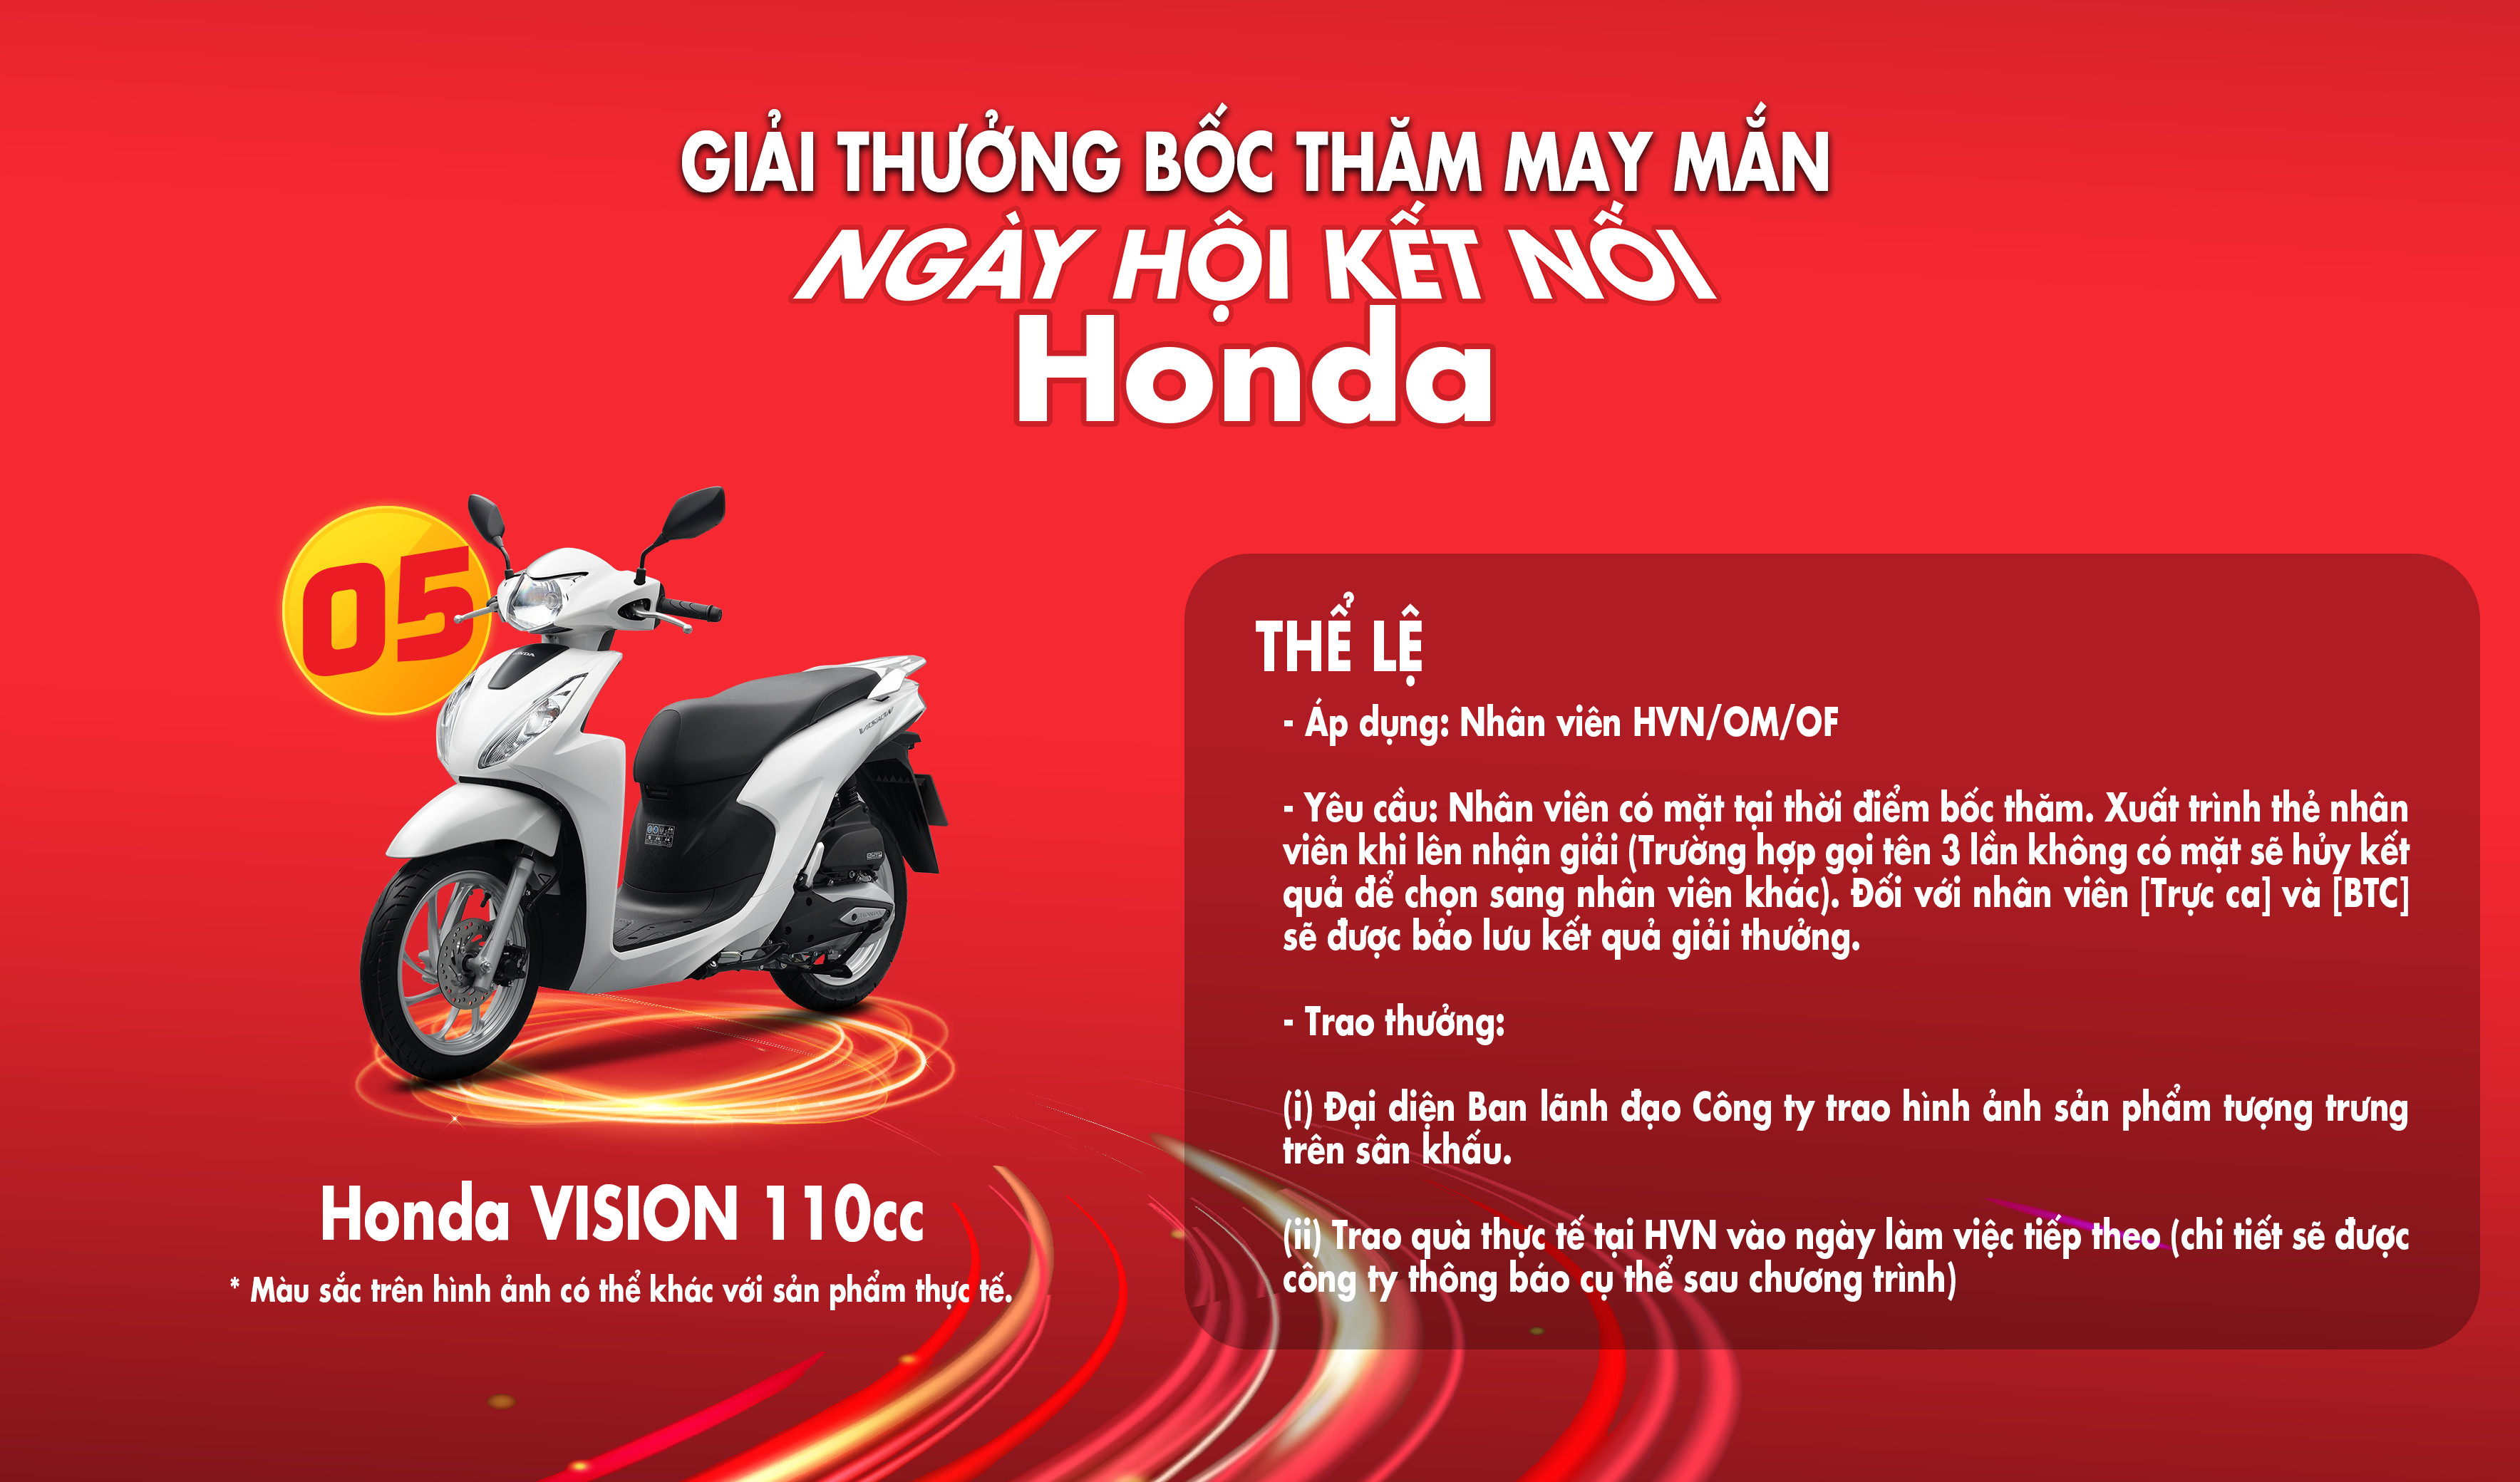 GIẢI THƯỞNG BỐC THĂM MAY MẮN
NGÀY HỘI KẾT NỐI
Honda
05
HONDA
VISION
THỂ LỆ
- Áp dụng: Nhân viên HVN/OM/OF
- Yêu cầu: Nhân viên có mặt tại thời điểm bốc thăm. Xuất trình thẻ nhân
viên khi lên nhận giải (Trường hợp gọi tên 3 lần không có mặt sẽ hủy kết
quả để chọn sang nhân viên khác). Đối với nhân viên [Trực ca] và [BTC]
sẽ được bảo lưu kết quả giải thưởng.
- Trao thưởng:
(i) Đại diện Ban lãnh đạo Công ty trao hình ảnh sản phẩm tượng trưng
trên sân khấu.
(ii) Trao quà thực tế tại HVN vào ngày làm việc tiếp theo (chi tiết sẽ được
công ty thông báo cụ thể sau chương trình)
Honda VISION 110cc
* Màu sắc trên hình ảnh có thể khác với sản phẩm thực tế.